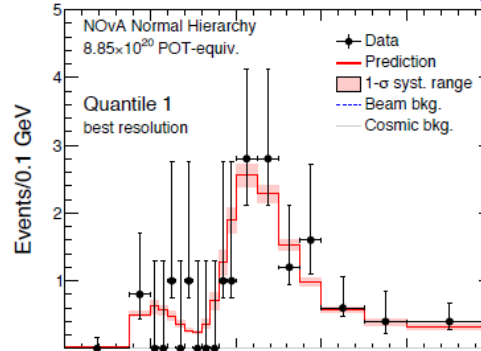 NOvA Normal Hierarchy
8.85×10²⁰ POT-equiv.
Quantile 1
best resolution
Data
Prediction
1-σ syst. range
Beam bkg.
Cosmic bkg.
Events/0.1 GeV
5
4
3
2
1